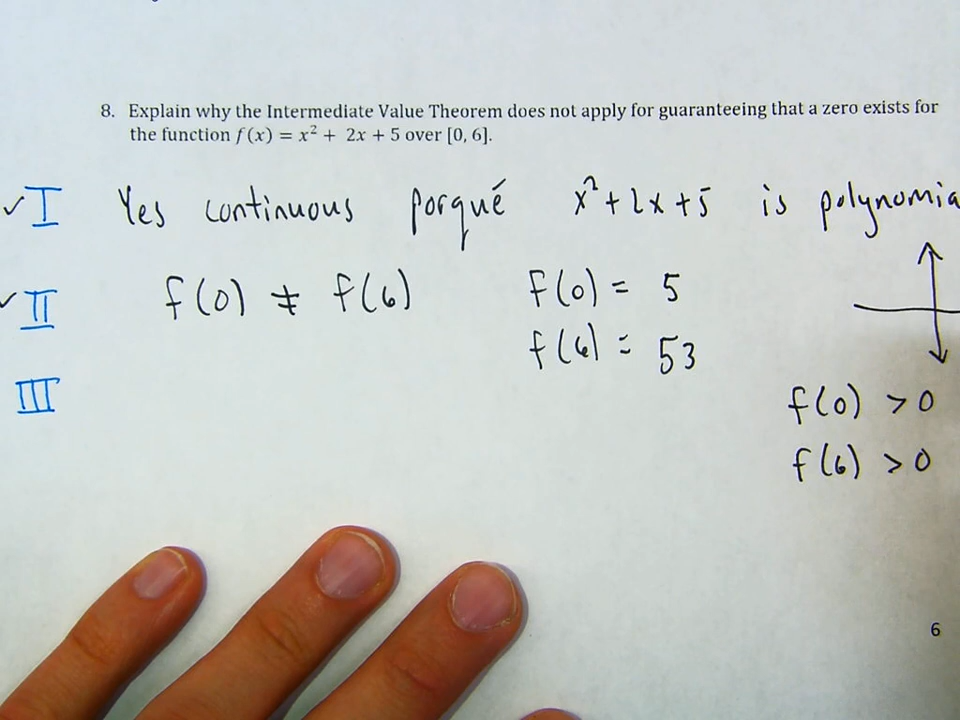 8. Explain why the Intermediate Value Theorem does not apply for guaranteeing that a zero exists for
the function f(x) = x² + 2x + 5 over [0, 6].
✓I Yes continuous porqué x²+2x+5 is polynomia
✓II f(0) ≠ f(6) f(0) = 5
f(6) = 53
III
f(0) >0
f(6) >0
6